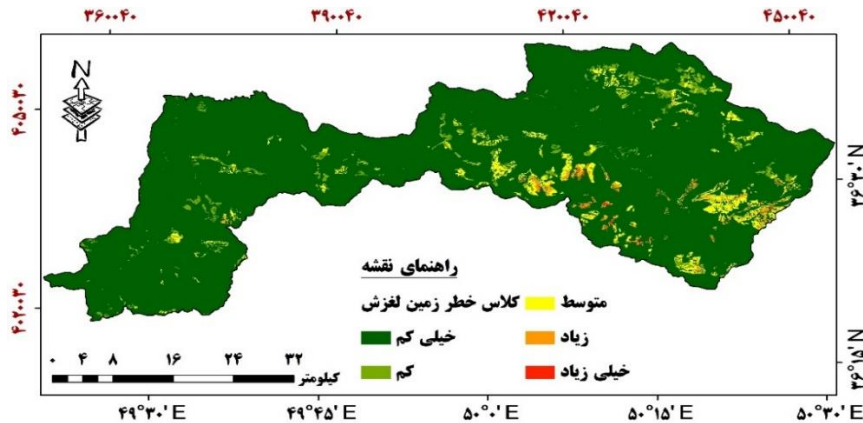 ۳۶۰۰۴۰ ۳۹۰۰۴۰ ۴۲۰۰۴۰ ۴۵۰۰۴۰
N
۴۰۵۰۰۳۰
۳۶°۳۰' N
راهنمای نقشه
کلاس خطر زمین لغزش
خیلی کم
کم
متوسط
زیاد
خیلی زیاد
۴۰۲۰۰۳۰
۰ ۴ ۸ ۱۶ ۲۴ ۳۲
کیلومتر
۳۶°۱۵' N
۴۹°۳۰' E ۴۹°۴۵' E ۵۰°۰' E ۵۰°۱۵' E ۵۰°۳۰' E